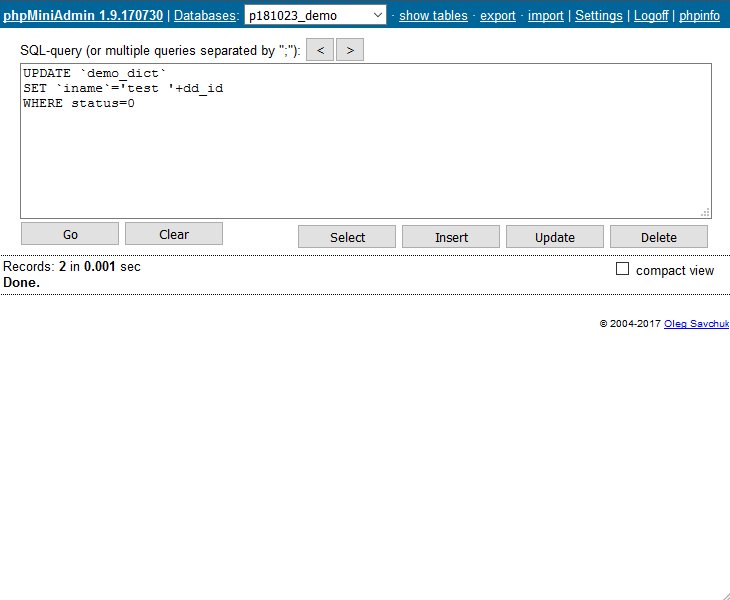 phpMiniAdmin 1.9.170730 | Databases: p181023_demo · show tables · export · import | Settings | Logoff | phpinfo
SQL-query (or multiple queries separated by ";"): < >
UPDATE `demo_dict`
SET `iname`='test '+dd_id
WHERE status=0
Go Clear Select Insert Update Delete
Records: 2 in 0.001 sec compact view
Done.
© 2004-2017 Oleg Savchuk